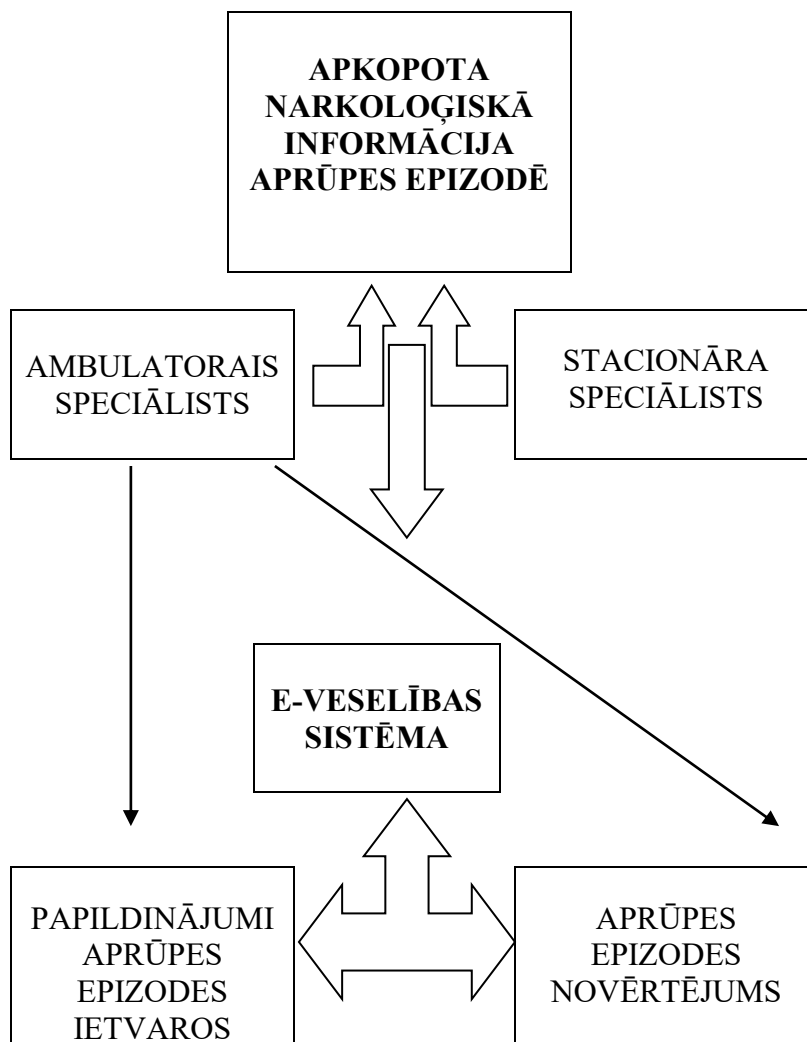 APKOPOTA
NARKOLOĢISKĀ
INFORMĀCIJA
APRŪPES EPIZODĒ
AMBULATORAIS
SPECIĀLISTS
STACIONĀRA
SPECIĀLISTS
E-VESELĪBAS
SISTĒMA
PAPILDINĀJUMI
APRŪPES
EPIZODES
IETVAROS
APRŪPES
EPIZODES
NOVĒRTĒJUMS